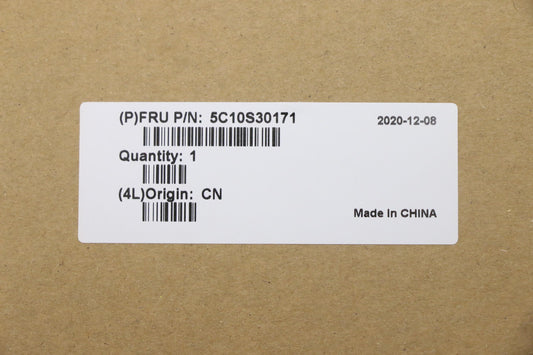 (P)FRU P/N: 5C10S30171
2020-12-08
Quantity: 1
(4L)Origin: CN
Made In CHINA